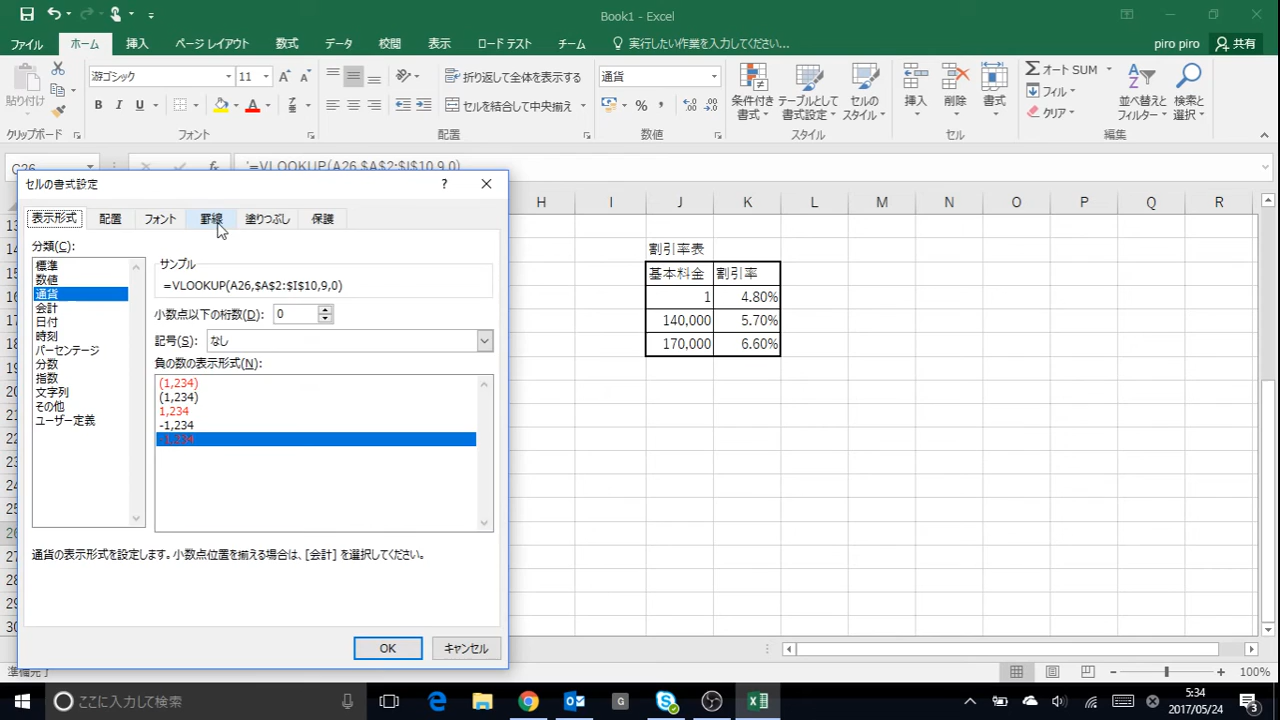 Book1 - Excel
ファイル ホーム 挿入 ページ レイアウト 数式 データ 校閲 表示 ロード テスト チーム 実行したい作業を入力してください... piro piro 共有
貼り付け 游ゴシック 11 折り返して全体を表示する 通貨 条件付き書式 テーブルとして書式設定 セルのスタイル 挿入 削除 書式 オート SUM 並べ替えとフィルター 検索と選択
B I U A セルを結合して中央揃え % フィル
クリア
クリップボード フォント 配置 数値 スタイル セル 編集
'=VLOOKUP(A26,$A$2:$I$10,9,0)
H I J K L M N O P Q R
セルの書式設定 ?
表示形式 配置 フォント 罫線 塗りつぶし 保護
分類(C):
標準
数値
通貨
会計
日付
時刻
パーセンテージ
分数
指数
文字列
その他
ユーザー定義
サンプル
=VLOOKUP(A26,$A$2:$I$10,9,0)
小数点以下の桁数(D): 0
記号(S): なし
負の数の表示形式(N):
(1,234)
(1,234)
1,234
-1,234
-1,234
通貨の表示形式を設定します。小数点位置を揃える場合は、[会計] を選択してください。
OK キャンセル
割引率表
基本料金 割引率
1 4.80%
140,000 5.70%
170,000 6.60%
13
14
15
16
17
18
19
20
21
22
23
24
25
26
27
28
29
30
準備完了 100%
ここに入力して検索 5:34
2017/05/24 3